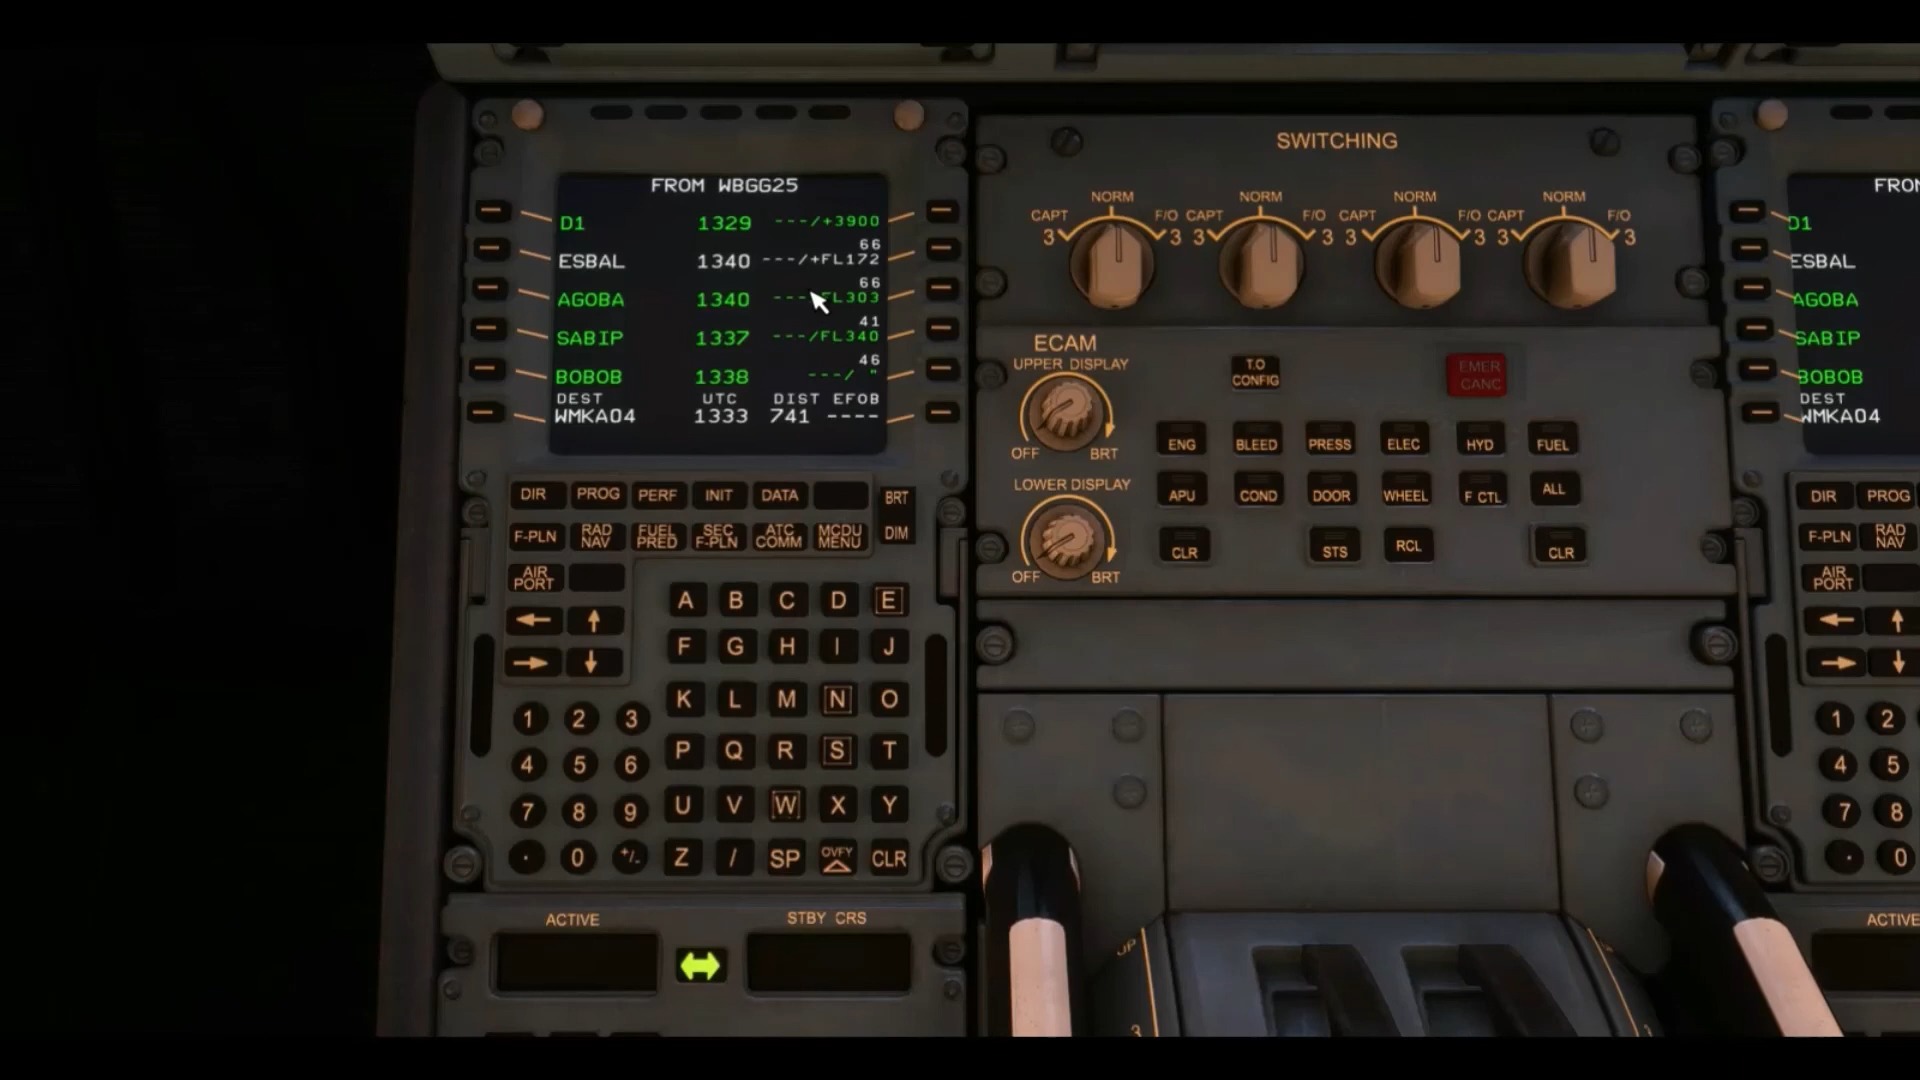 FROM WBGG25
D1 1329 ---/+3900
66
ESBAL 1340 ---/+FL172
66
AGOBA 1340 --- FL303
41
SABIP 1337 ---/FL340
46
BOBOB 1338 ---/ "
DEST UTC DIST EFOB
WMKA04 1333 741 ----
DIR PROG PERF INIT DATA
BRT
DIM
F-PLN RAD NAV FUEL PRED SEC F-PLN ATC COMM MCDU MENU
AIR PORT
← ↑
→ ↓
A B C D E
F G H I J
K L M N O
P Q R S T
U V W X Y
Z / SP OVFY CLR
1 2 3
4 5 6
7 8 9
. 0 +/-
ACTIVE STBY CRS
SWITCHING
NORM NORM NORM NORM
CAPT F/O CAPT F/O CAPT F/O CAPT F/O
3 3 3 3 3 3 3 3
ECAM
UPPER DISPLAY
OFF BRT
LOWER DISPLAY
OFF BRT
T.O CONFIG
EMER CANC
ENG BLEED PRESS ELEC HYD FUEL
APU COND DOOR WHEEL F CTL ALL
CLR STS RCL CLR
UP
3
3
FROM
D1
ESBAL
AGOBA
SABIP
BOBOB
DEST
WMKA04
DIR PROG
F-PLN RAD NAV
AIR PORT
← ↑
→ ↓
1 2
4 5
7 8
. 0
ACTIVE